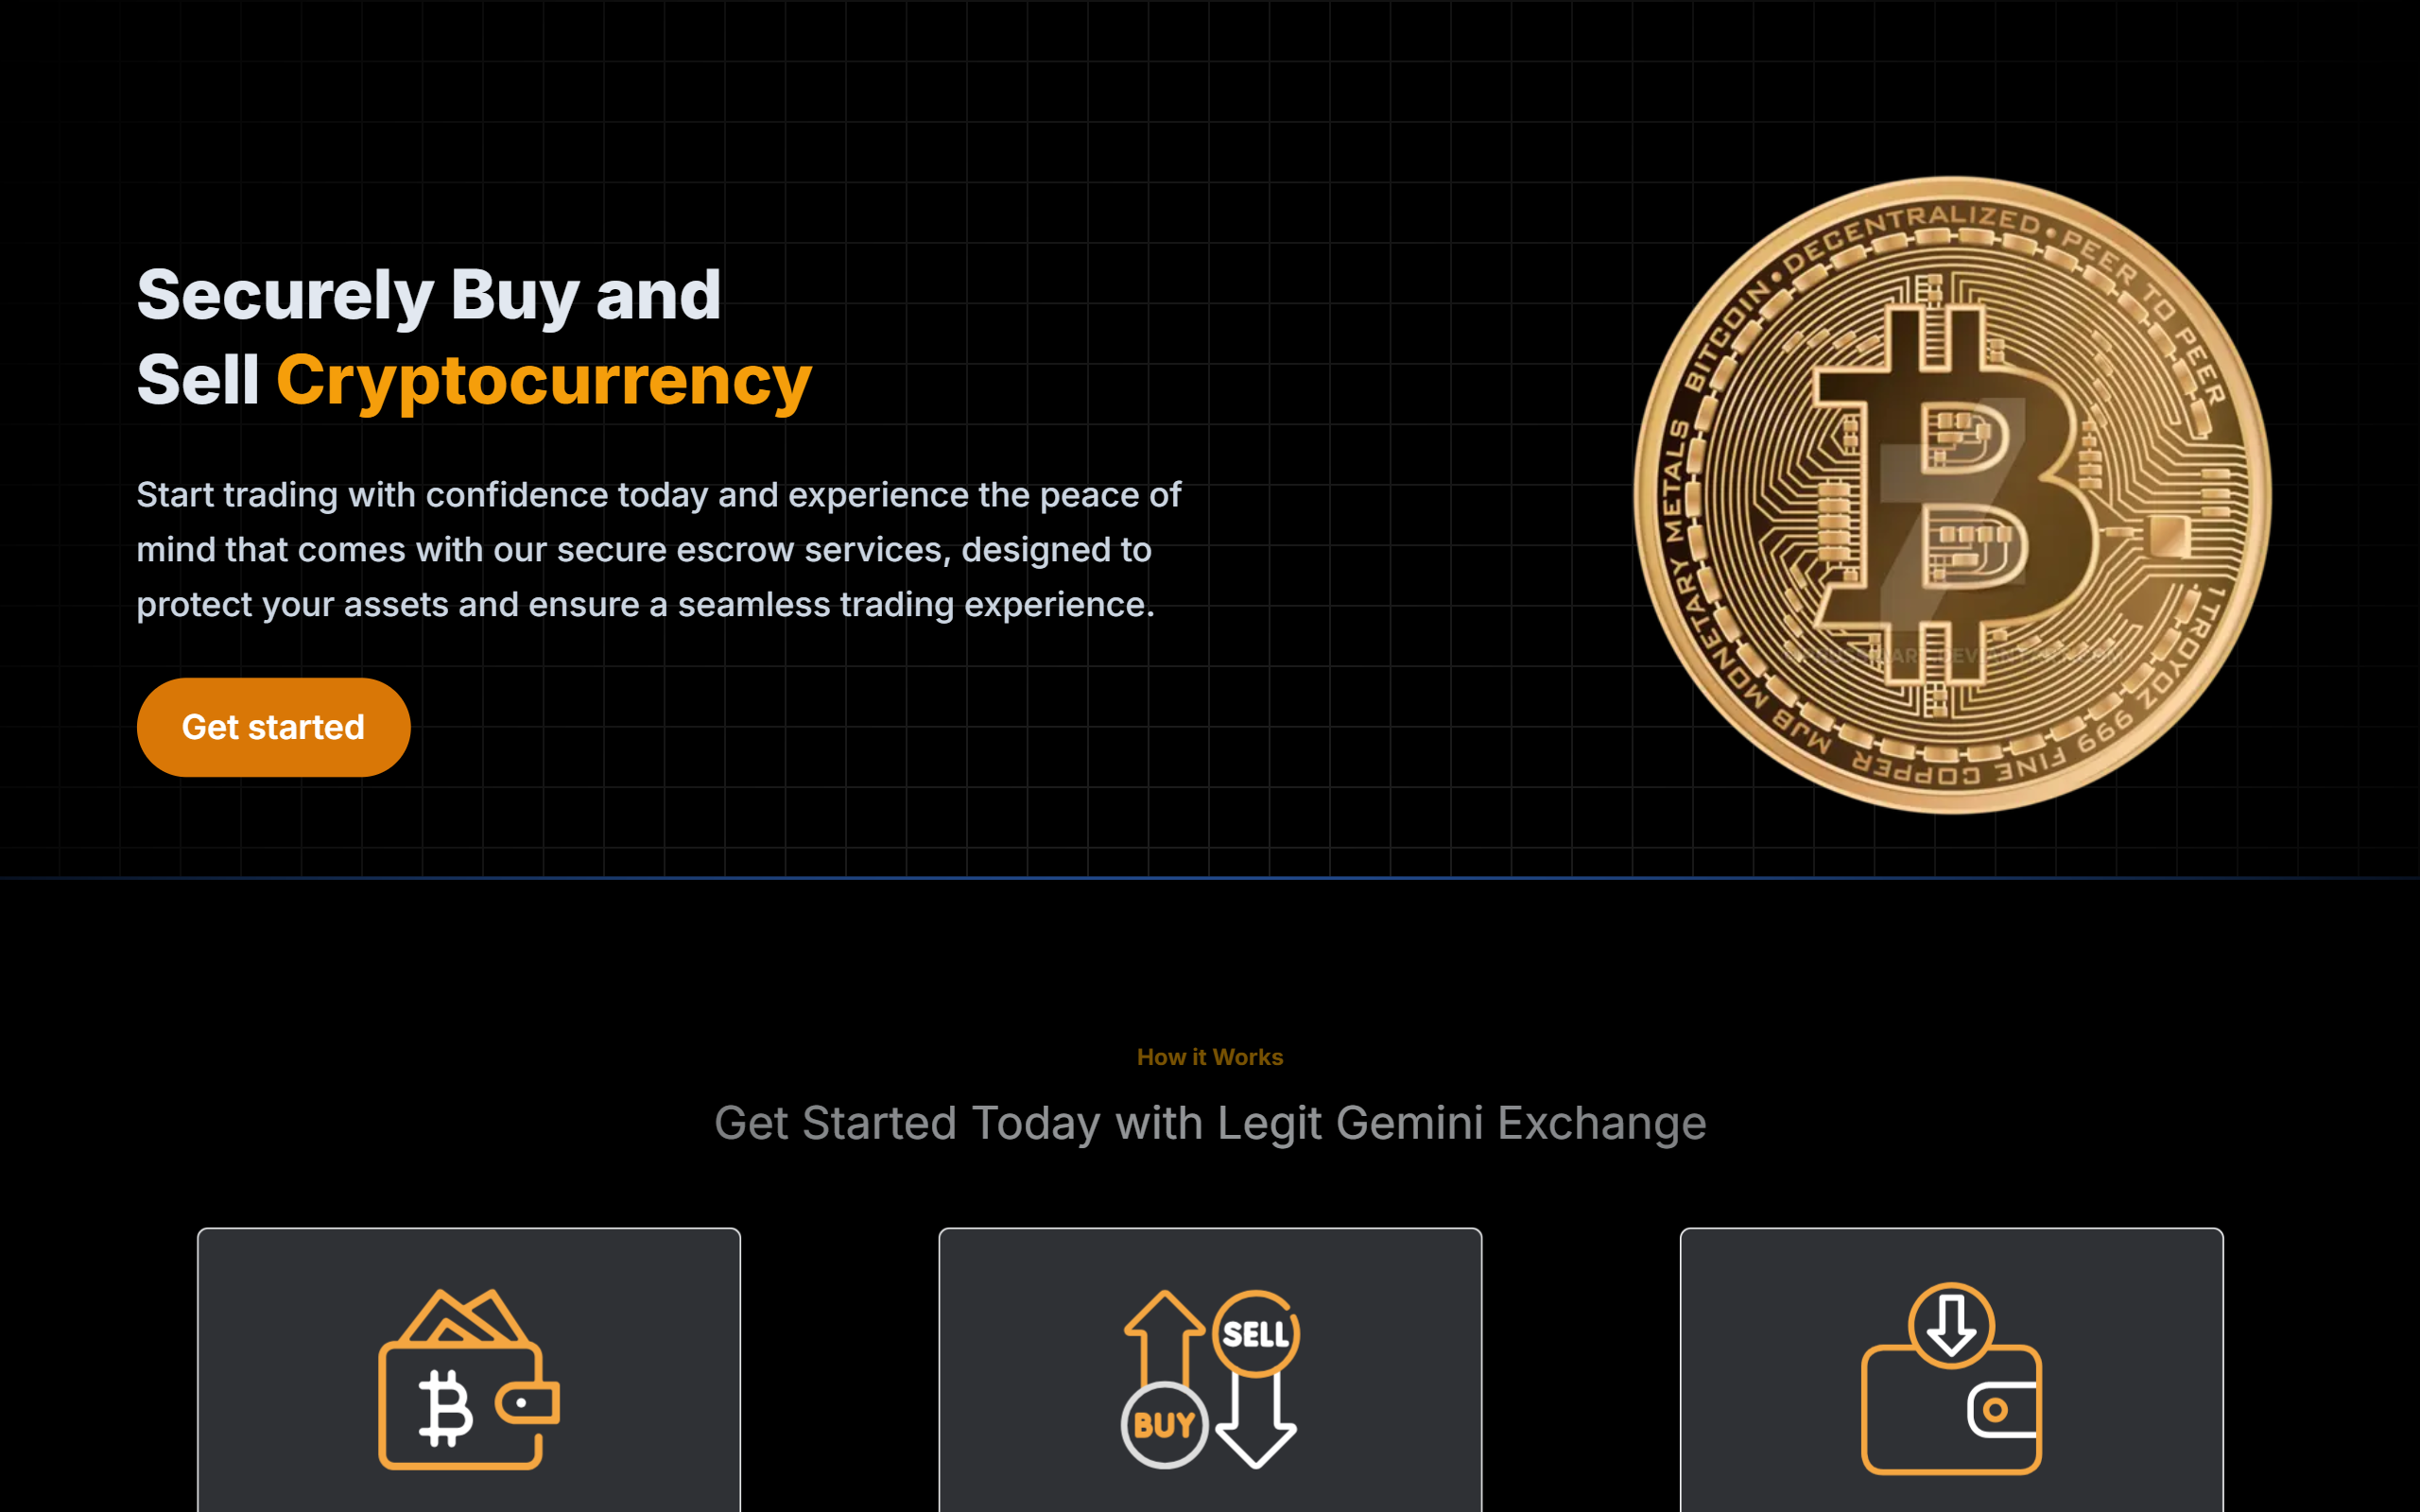 Securely Buy and
Sell Cryptocurrency
Start trading with confidence today and experience the peace of
mind that comes with our secure escrow services, designed to
protect your assets and ensure a seamless trading experience.
Get started
BITCOIN • DECENTRALIZED • PEER TO PEER
1 TROY OZ 999 FINE COPPER MJB MONETARY METALS
How it Works
Get Started Today with Legit Gemini Exchange
SELL
BUY